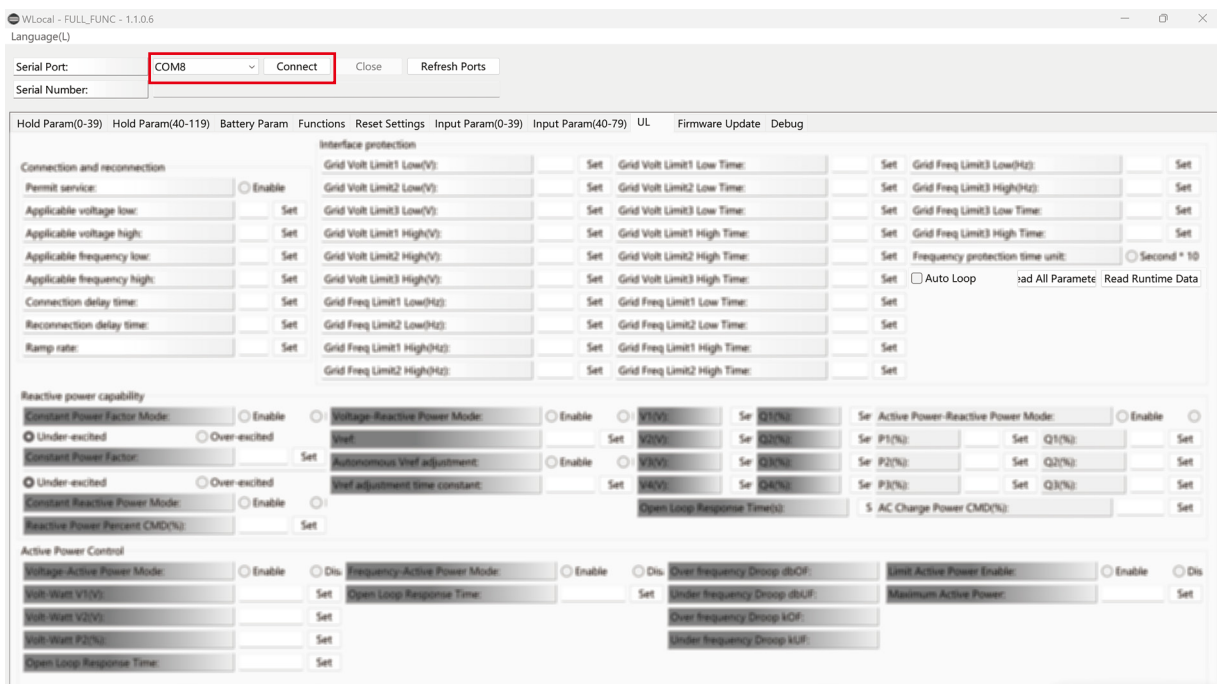 WLocal - FULL_FUNC - 1.1.0.6
Language(L)
Serial Port: COM8 Connect Close Refresh Ports
Serial Number:
Hold Param(0-39) Hold Param(40-119) Battery Param Functions Reset Settings Input Param(0-39) Input Param(40-79) UL Firmware Update Debug
Connection and reconnection
Permit service: Enable
Applicable voltage low: Set
Applicable voltage high: Set
Applicable frequency low: Set
Applicable frequency high: Set
Connection delay time: Set
Reconnection delay time: Set
Ramp rate: Set
Interface protection
Grid Volt Limit1 Low(V): Set Grid Volt Limit1 Low Time: Set Grid Freq Limit3 Low(Hz): Set
Grid Volt Limit2 Low(V): Set Grid Volt Limit2 Low Time: Set Grid Freq Limit3 High(Hz): Set
Grid Volt Limit3 Low(V): Set Grid Volt Limit3 Low Time: Set Grid Freq Limit3 Low Time: Set
Grid Volt Limit1 High(V): Set Grid Volt Limit1 High Time: Set Grid Freq Limit3 High Time: Set
Grid Volt Limit2 High(V): Set Grid Volt Limit2 High Time: Set Frequency protection time unit: Second * 10
Grid Volt Limit3 High(V): Set Grid Volt Limit3 High Time: Set Auto Loop ead All Paramete Read Runtime Data
Grid Freq Limit1 Low(Hz): Set Grid Freq Limit1 Low Time: Set
Grid Freq Limit2 Low(Hz): Set Grid Freq Limit2 Low Time: Set
Grid Freq Limit1 High(Hz): Set Grid Freq Limit1 High Time: Set
Grid Freq Limit2 High(Hz): Set Grid Freq Limit2 High Time: Set
Reactive power capability
Constant Power Factor Mode: Enable Voltage-Reactive Power Mode: Enable V1(V): Se Q1(%): Se Active Power-Reactive Power Mode: Enable
Under-excited Over-excited Vref: Set V2(V): Se Q2(%): Se P1(%): Set Q1(%): Set
Constant Power Factor: Set Autonomous Vref adjustment: Enable V3(V): Se Q3(%): Se P2(%): Set Q2(%): Set
Under-excited Over-excited Vref adjustment time constant: Set V4(V): Se Q4(%): Se P3(%): Set Q3(%): Set
Constant Reactive Power Mode: Enable Open Loop Response Time(s): S AC Charge Power CMD(%): Set
Reactive Power Percent CMD(%): Set
Active Power Control
Voltage-Active Power Mode: Enable Dis Frequency-Active Power Mode: Enable Dis Over frequency Droop dbOF: Limit Active Power Enable: Enable Dis
Volt-Watt V1(V): Set Open Loop Response Time: Set Under frequency Droop dbUF: Maximum Active Power: Set
Volt-Watt V2(V): Set Over frequency Droop kOF:
Volt-Watt P2(%): Set Under frequency Droop kUF:
Open Loop Response Time: Set